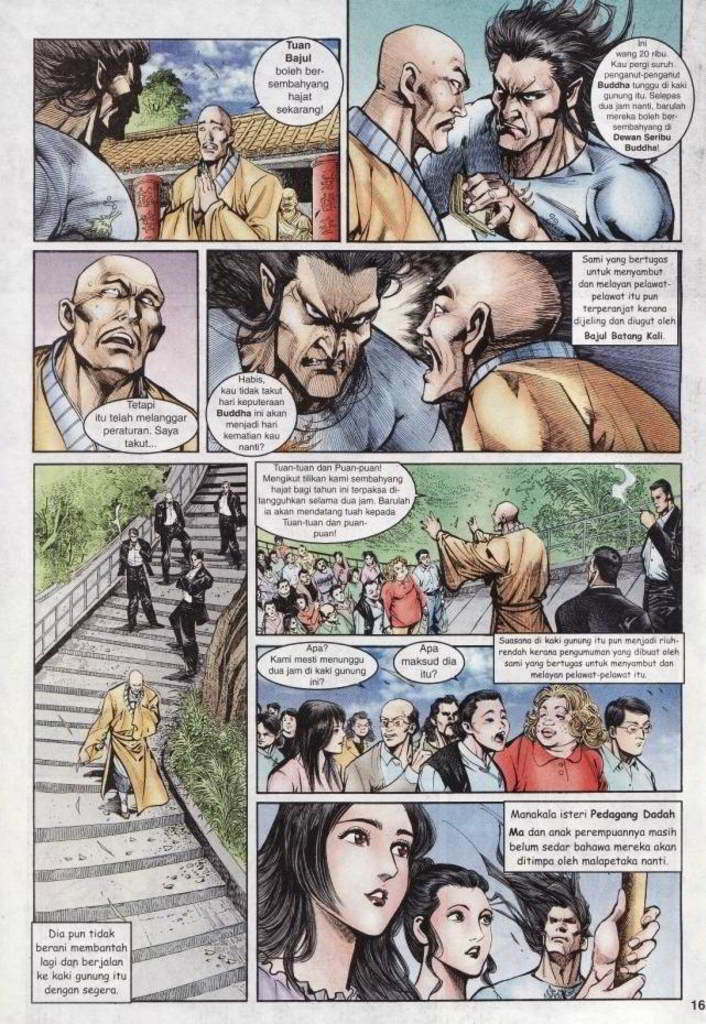 Tuan
Bajul
boleh ber-
sembahyang
hajat
sekarang!
Ini
wang 20 ribu.
Kau pergi suruh
penganut-penganut
Buddha tunggu di kaki
gunung itu. Selepas
dua jam nanti, barulah
mereka boleh ber-
sembahyang di
Dewan Seribu
Buddha!
Tetapi
itu telah melanggar
peraturan. Saya
takut...
Habis,
kau tidak takut
hari keputeraan
Buddha ini akan
menjadi hari
kematian kau
nanti?
Sami yang bertugas
untuk menyambut
dan melayan pelawat-
pelawat itu pun
terperanjat kerana
dijeling dan diugut oleh
Bajul Batang Kali.
Dia pun tidak
berani membantah
dan berjalan
ke kaki gunung itu
dengan segera.
Tuan-tuan dan Puan-puan!
Mengikut tilikan kami sembahyang
hajat bagi tahun ini terpaksa di-
tangguhkan selama dua jam. Barulah
ia akan mendatang tuah kepada
Tuan-tuan dan puan-
puan!
Suasana di kaki gunung itu pun menjadi riuh-
rendah kerana pengumuman yang dibuat oleh
sami yang bertugas untuk menyambut dan
melayan pelawat-pelawat itu.
Apa?
Kami mesti menunggu
dua jam di kaki gunung
ini?
Apa
maksud dia
itu?
Manakala isteri Pedagang Dadah
Ma dan anak perempuannya masih
belum sedar bahawa mereka akan
ditimpa oleh malapetaka nanti.
16